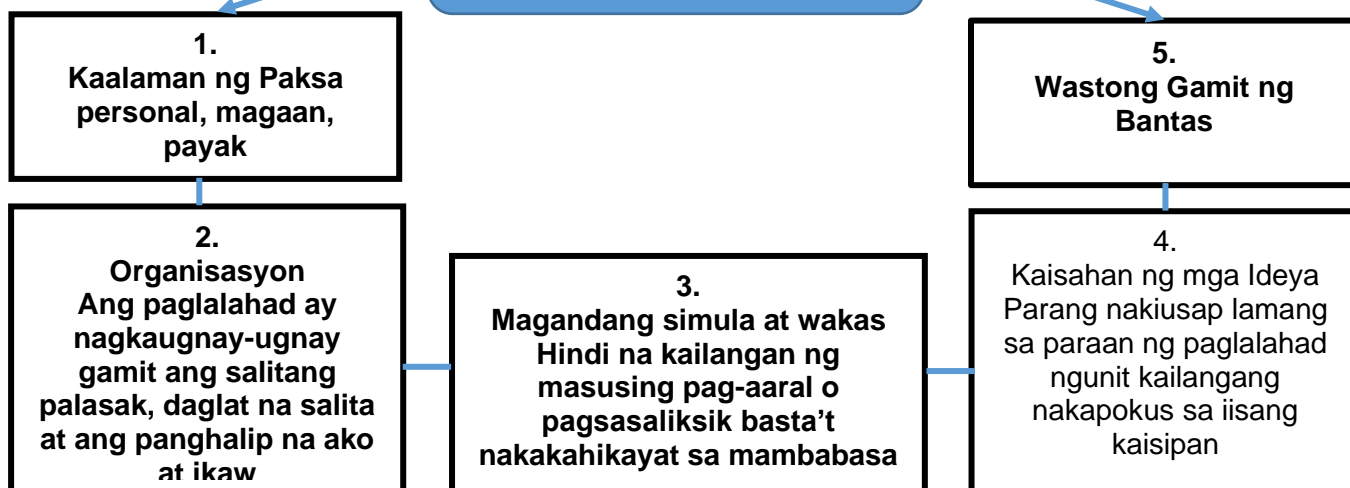 1.
Kaalaman ng Paksa
personal, magaan,
payak
2.
Organisasyon
Ang paglalahad ay
nagkaugnay-ugnay
gamit ang salitang
palasak, daglat na salita
at ang panghalip na ako
at ikaw
3.
Magandang simula at wakas
Hindi na kailangan ng
masusing pag-aaral o
pagsasaliksik basta’t
nakakahikayat sa mambabasa
4.
Kaisahan ng mga Ideya
Parang nakiusap lamang
sa paraan ng paglalahad
ngunit kailangang
nakapokus sa iisang
kaisipan
5.
Wastong Gamit ng
Bantas